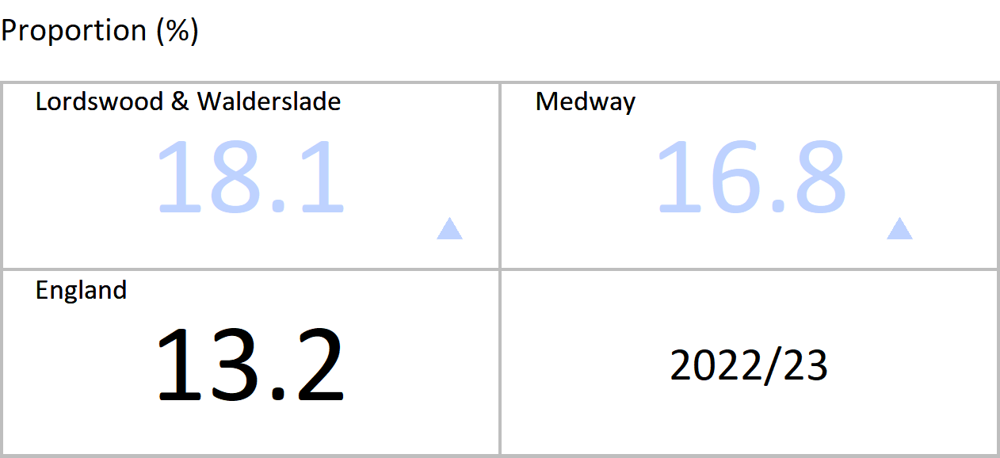 Proportion (%)
Lordswood & Walderslade
18.1
Medway
16.8
England
13.2
2022/23